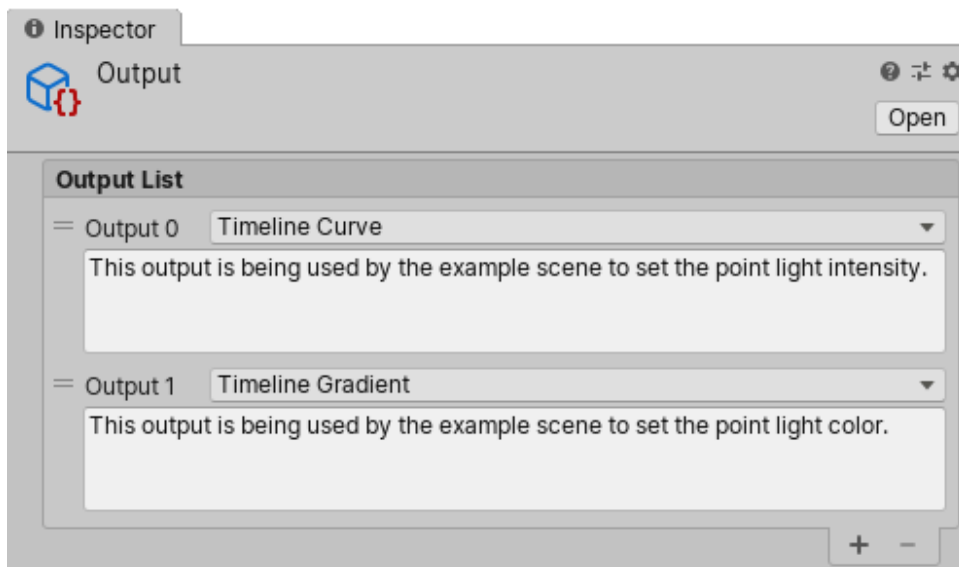 Inspector
Output
Open
Output List
Output 0 Timeline Curve
This output is being used by the example scene to set the point light intensity.
Output 1 Timeline Gradient
This output is being used by the example scene to set the point light color.